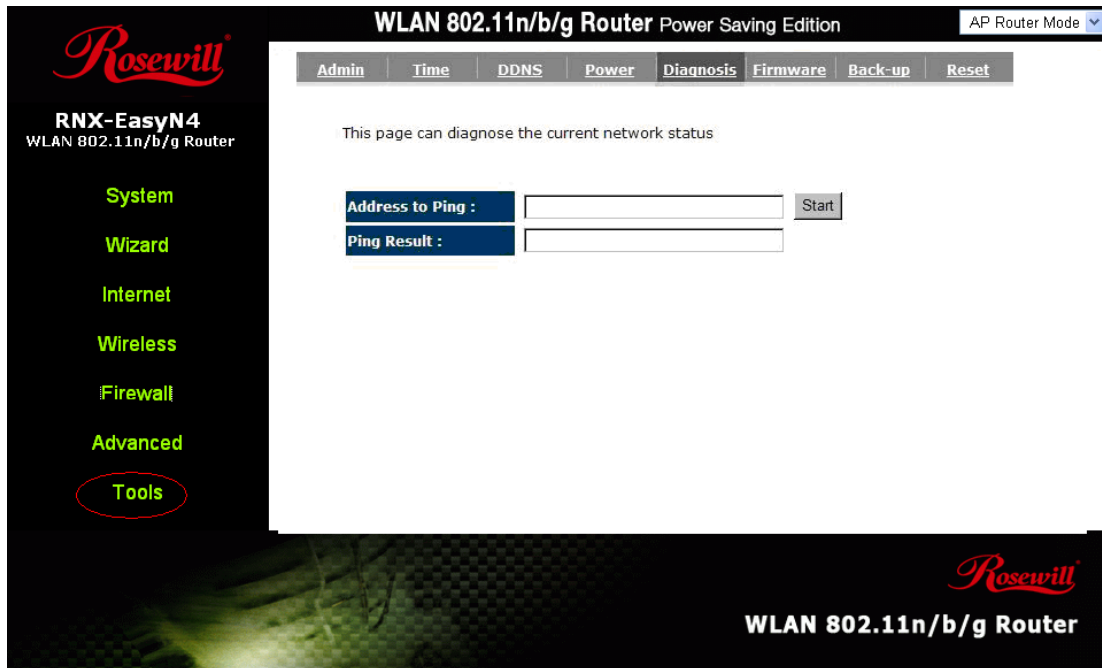 Rosewill
WLAN 802.11n/b/g Router Power Saving Edition
AP Router Mode
Admin Time DDNS Power Diagnosis Firmware Back-up Reset
RNX-EasyN4
WLAN 802.11n/b/g Router
System
Wizard
Internet
Wireless
Firewall
Advanced
Tools
This page can diagnose the current network status
Address to Ping :
Start
Ping Result :
Rosewill
WLAN 802.11n/b/g Router